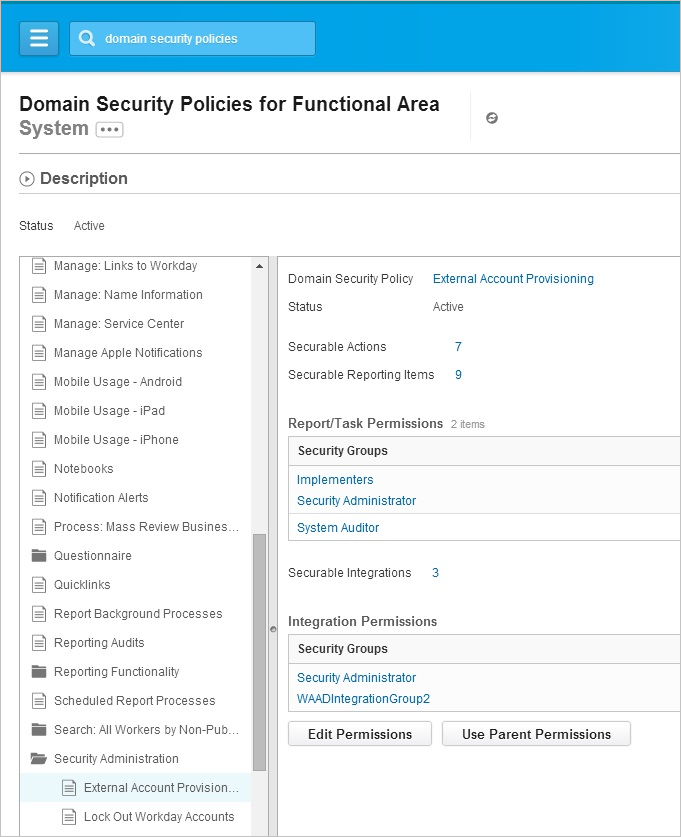 domain security policies
Domain Security Policies for Functional Area
System
Description
Status Active
Manage: Links to Workday
Manage: Name Information
Manage: Service Center
Manage Apple Notifications
Mobile Usage - Android
Mobile Usage - iPad
Mobile Usage - iPhone
Notebooks
Notification Alerts
Process: Mass Review Business...
Questionnaire
Quicklinks
Report Background Processes
Reporting Audits
Reporting Functionality
Scheduled Report Processes
Search: All Workers by Non-Pub...
Security Administration
External Account Provision...
Lock Out Workday Accounts
Domain Security Policy External Account Provisioning
Status Active
Securable Actions 7
Securable Reporting Items 9
Report/Task Permissions 2 items
Security Groups
Implementers
Security Administrator
System Auditor
Securable Integrations 3
Integration Permissions
Security Groups
Security Administrator
WAADIntegrationGroup2
Edit Permissions Use Parent Permissions